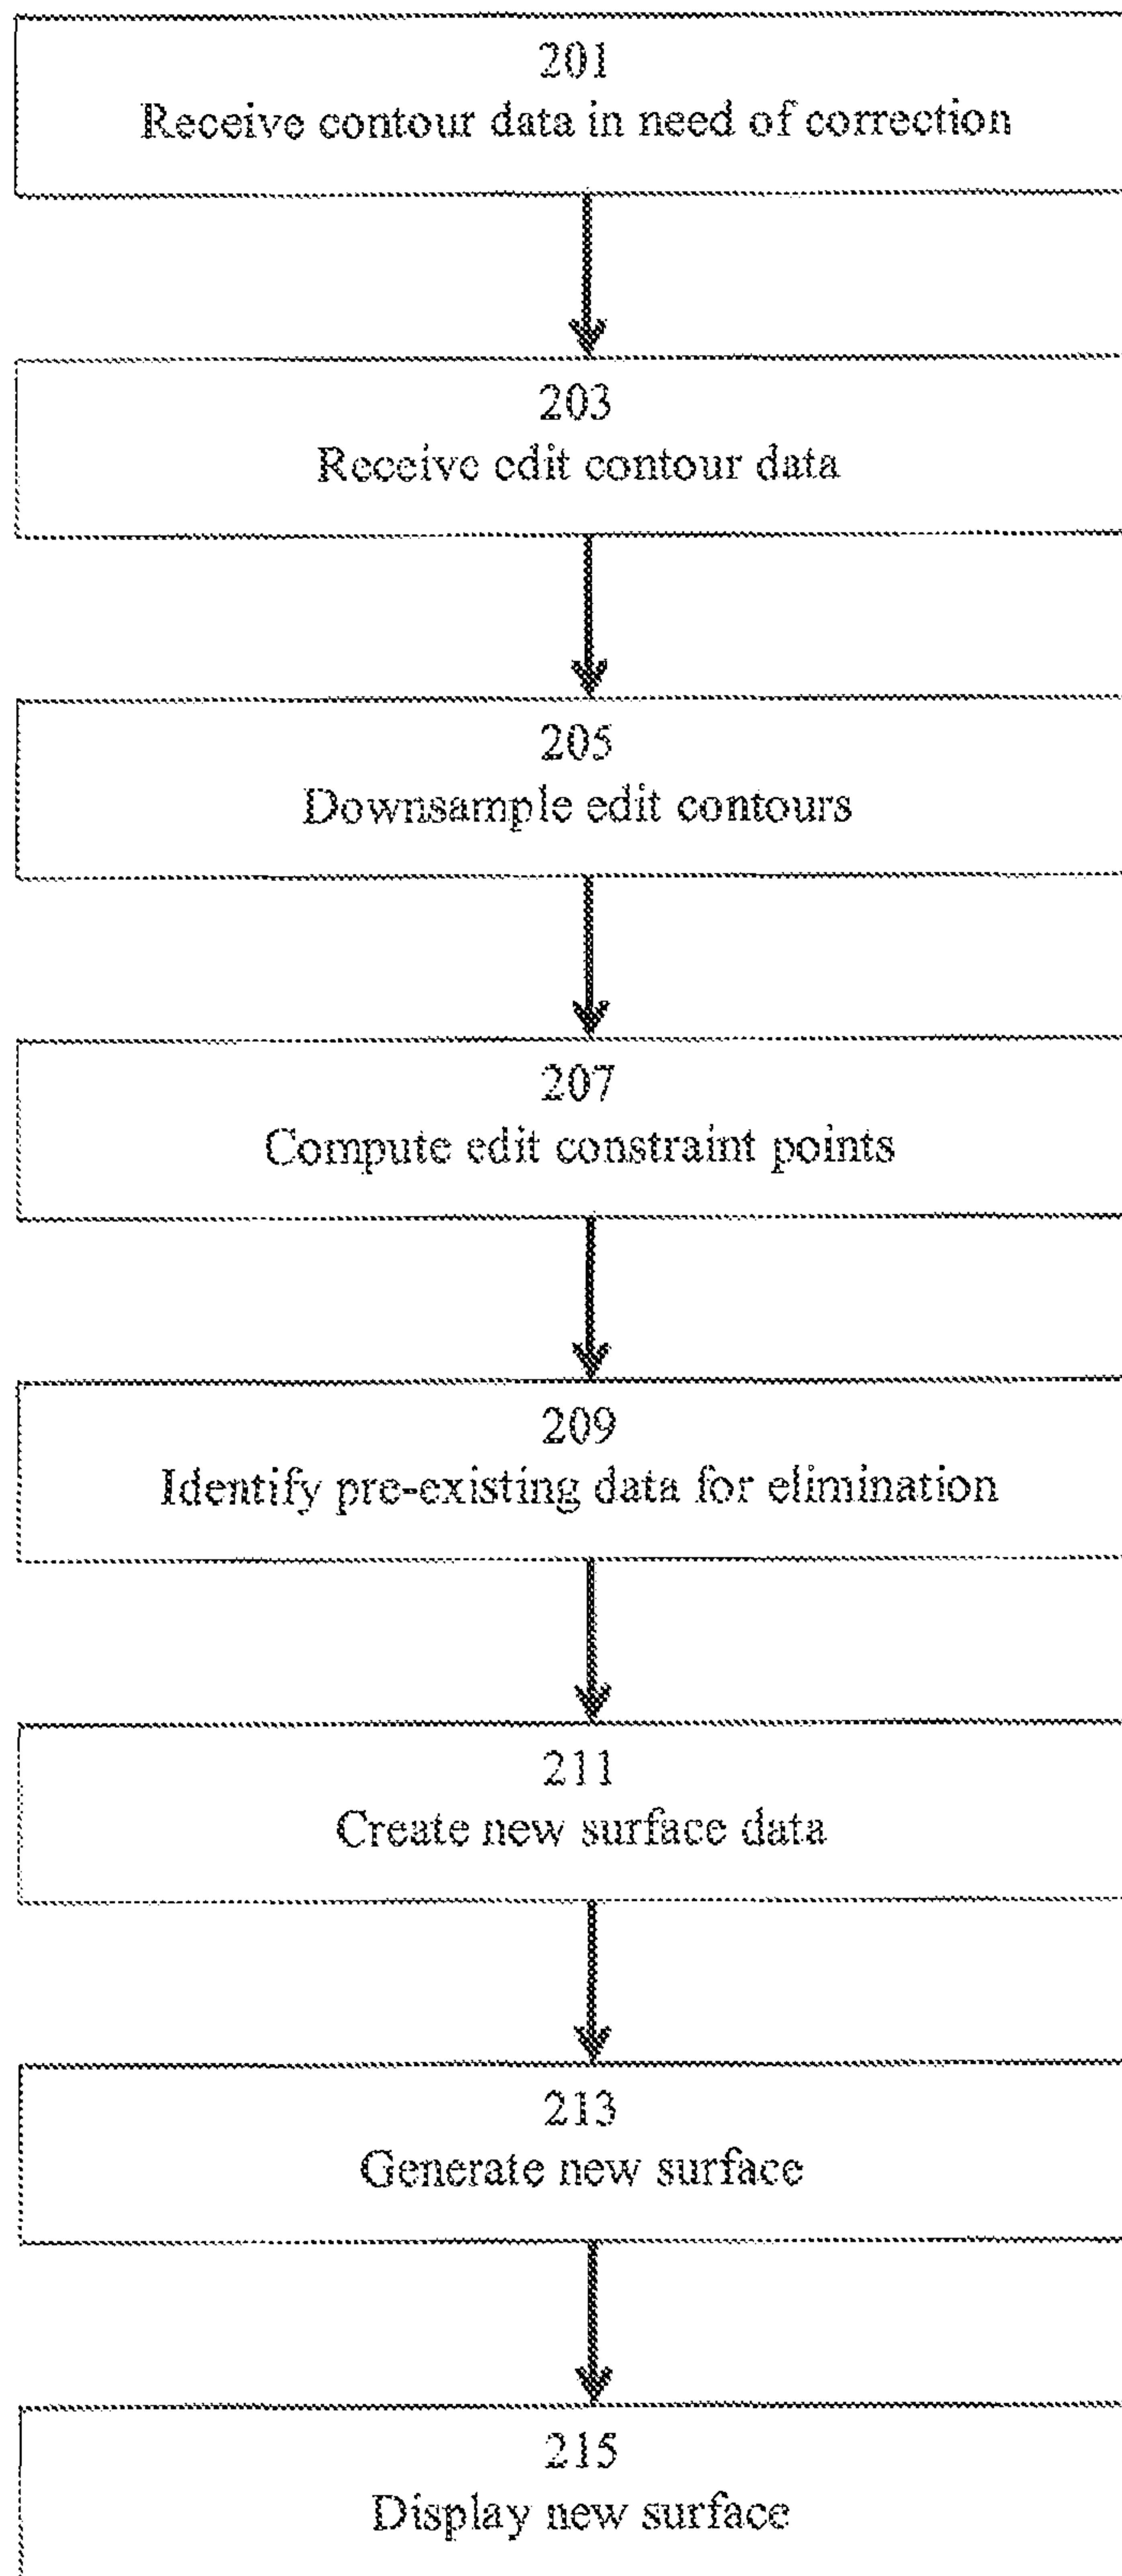 201
Receive contour data in need of correction
203
Receive edit contour data
205
Downsample edit contours
207
Compute edit constraint points
209
Identify pre-existing data for elimination
211
Create new surface data
213
Generate new surface
215
Display new surface